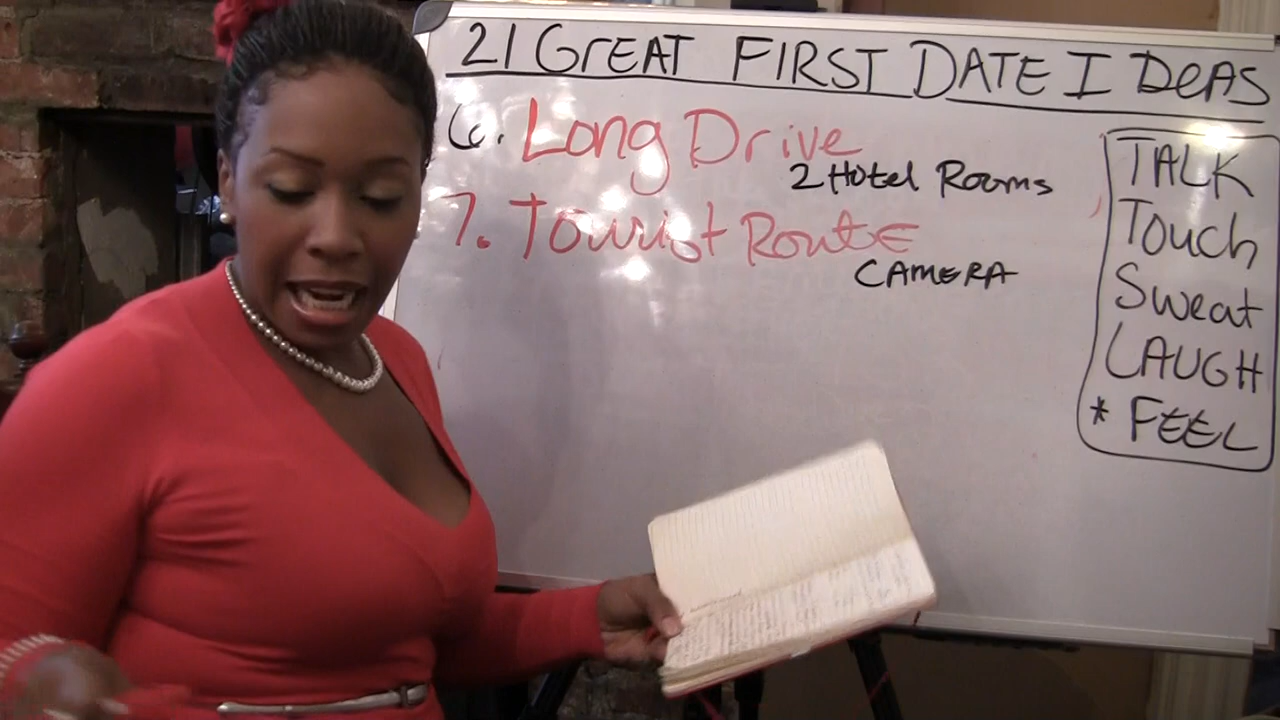 21 GREAT FIRST DATE IDEAS
6. Long Drive
2 Hotel Rooms
7. Tourist Route
CAMERA
TALK
Touch
Sweat
LAUGH
* FEEL